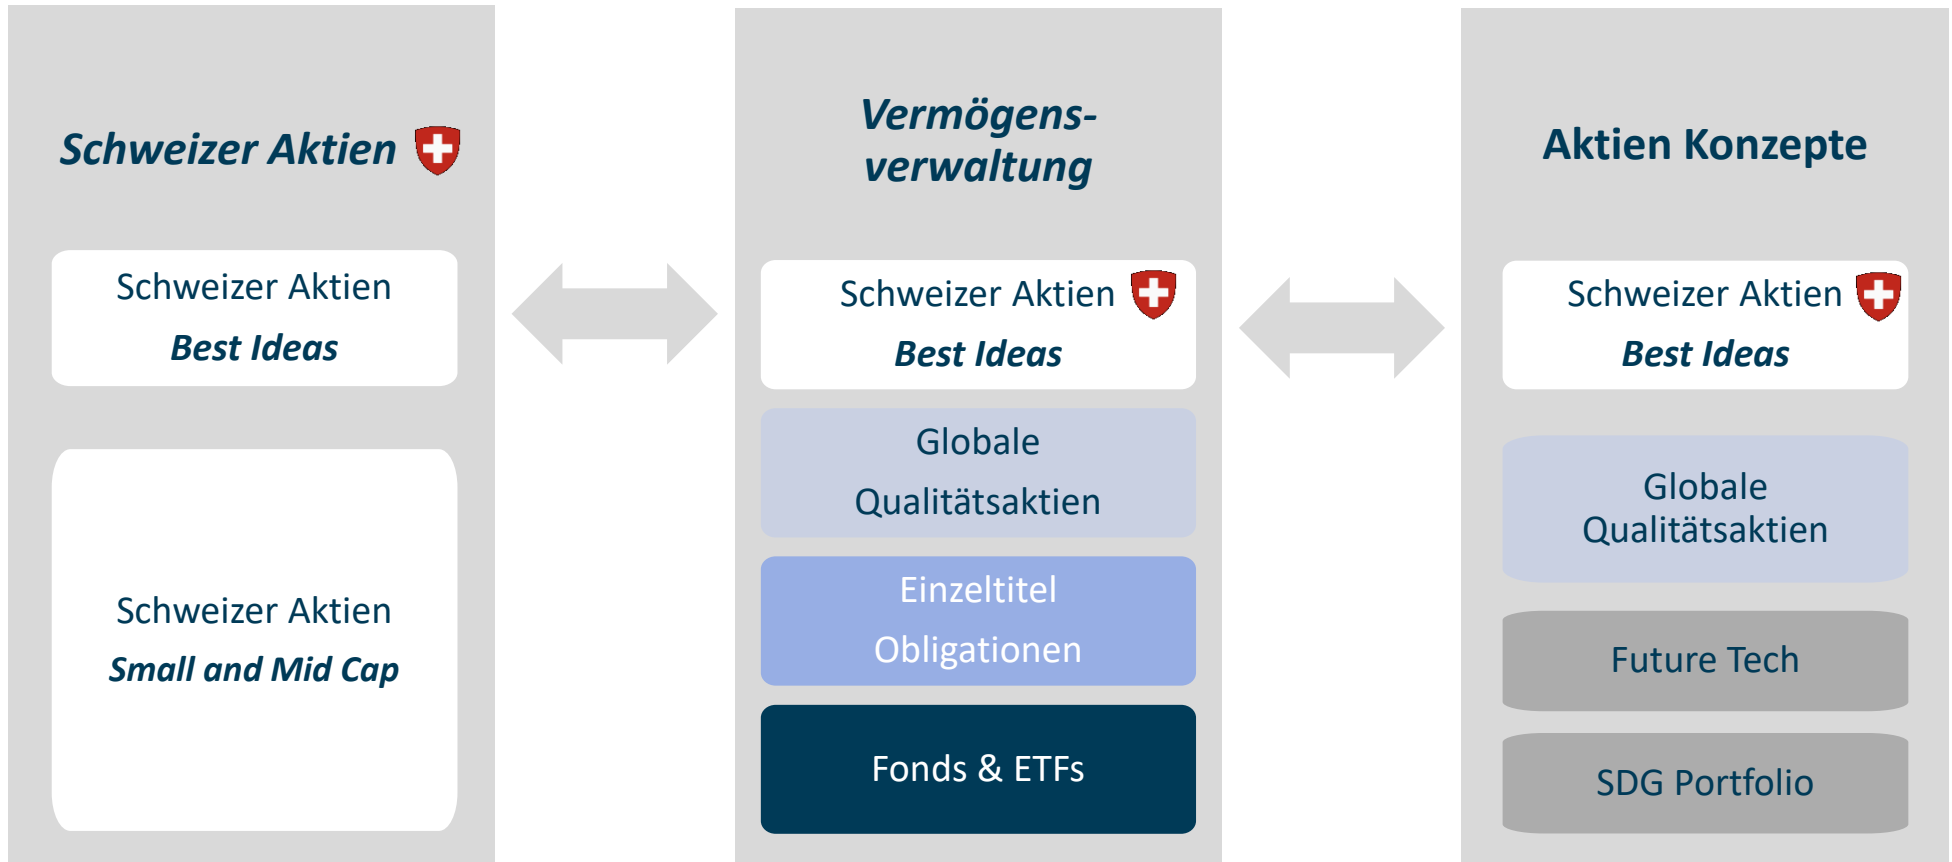 Schweizer Aktien
Schweizer Aktien
Best Ideas
Schweizer Aktien
Small and Mid Cap
Vermögens-
verwaltung
Schweizer Aktien
Best Ideas
Globale
Qualitätsaktien
Einzeltitel
Obligationen
Fonds & ETFs
Aktien Konzepte
Schweizer Aktien
Best Ideas
Globale
Qualitätsaktien
Future Tech
SDG Portfolio